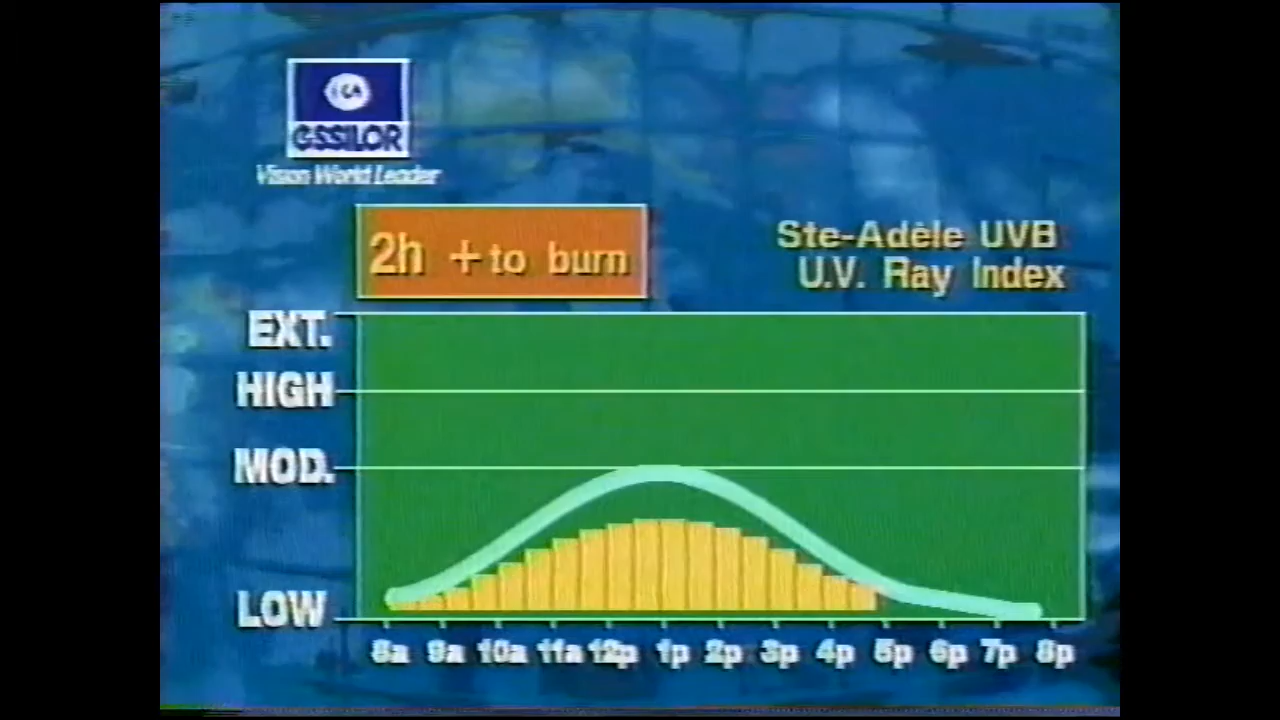 ESSILOR
Vision World Leader
2h + to burn
Ste-Adèle UVB
U.V. Ray Index
EXT.
HIGH
MOD.
LOW
8a 9a 10a 11a 12p 1p 2p 3p 4p 5p 6p 7p 8p